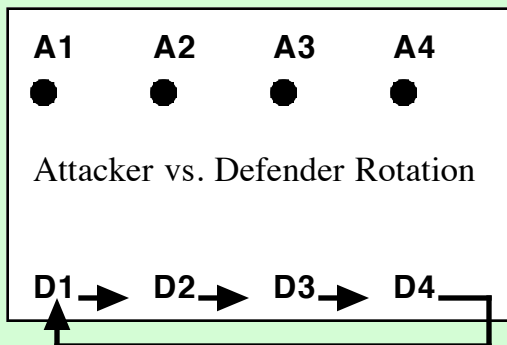 A1 A2 A3 A4
Attacker vs. Defender Rotation
D1 D2 D3 D4